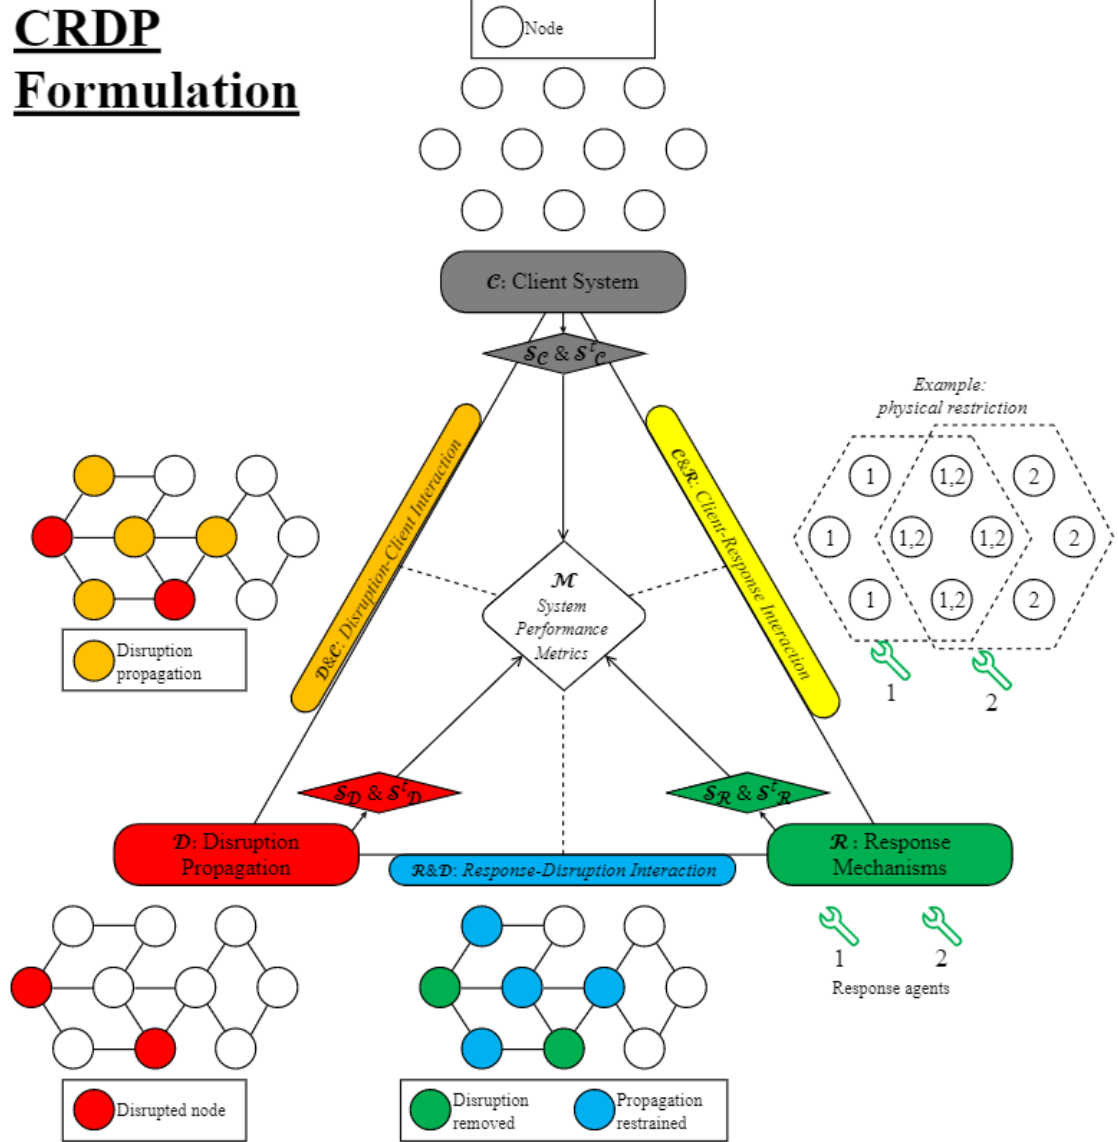 CRDP
Formulation
Node
𝓒: Client System
𝓢𝓒 & 𝓢ᵗ𝓒
Example:
physical restriction
1
1,2
2
1
1,2
1,2
2
1
1,2
2
1
2
𝓓&𝓒: Disruption-Client Interaction
𝓒&𝓡: Client-Response Interaction
𝓜
System
Performance
Metrics
Disruption
propagation
𝓢𝓓 & 𝓢ᵗ𝓓
𝓢𝓡 & 𝓢ᵗ𝓡
𝓓: Disruption
Propagation
𝓡&𝓓: Response-Disruption Interaction
𝓡: Response
Mechanisms
1
2
Response agents
Disrupted node
Disruption
removed
Propagation
restrained